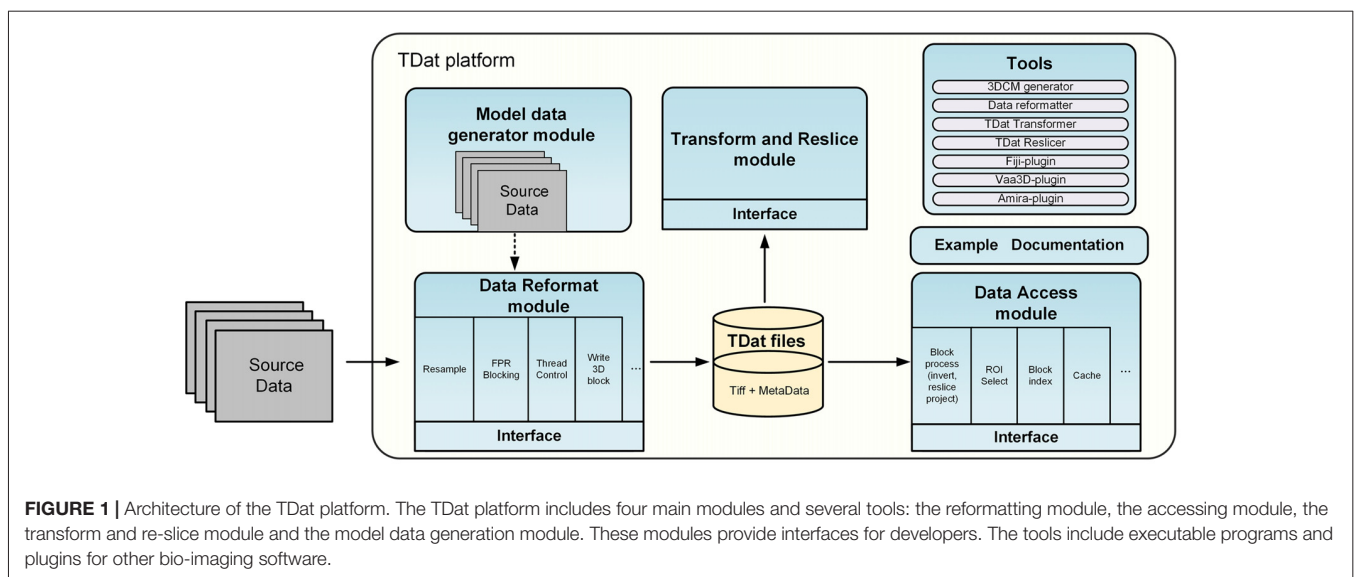 TDat platform
Model data
generator module
Source
Data
Transform and Reslice
module
Interface
Tools
3DCM generator
Data reformatter
TDat Transformer
TDat Reslicer
Fiji-plugin
Vaa3D-plugin
Amira-plugin
Example Documentation
Source
Data
Data Reformat
module
Resample
FPR
Blocking
Thread
Control
Write
3D
block
...
Interface
TDat files
Tiff + MetaData
Data Access
module
Block
process
(invert,
reslice
project)
ROI
Select
Block
index
Cache
...
Interface
FIGURE 1 | Architecture of the TDat platform. The TDat platform includes four main modules and several tools: the reformatting module, the accessing module, the
transform and re-slice module and the model data generation module. These modules provide interfaces for developers. The tools include executable programs and
plugins for other bio-imaging software.